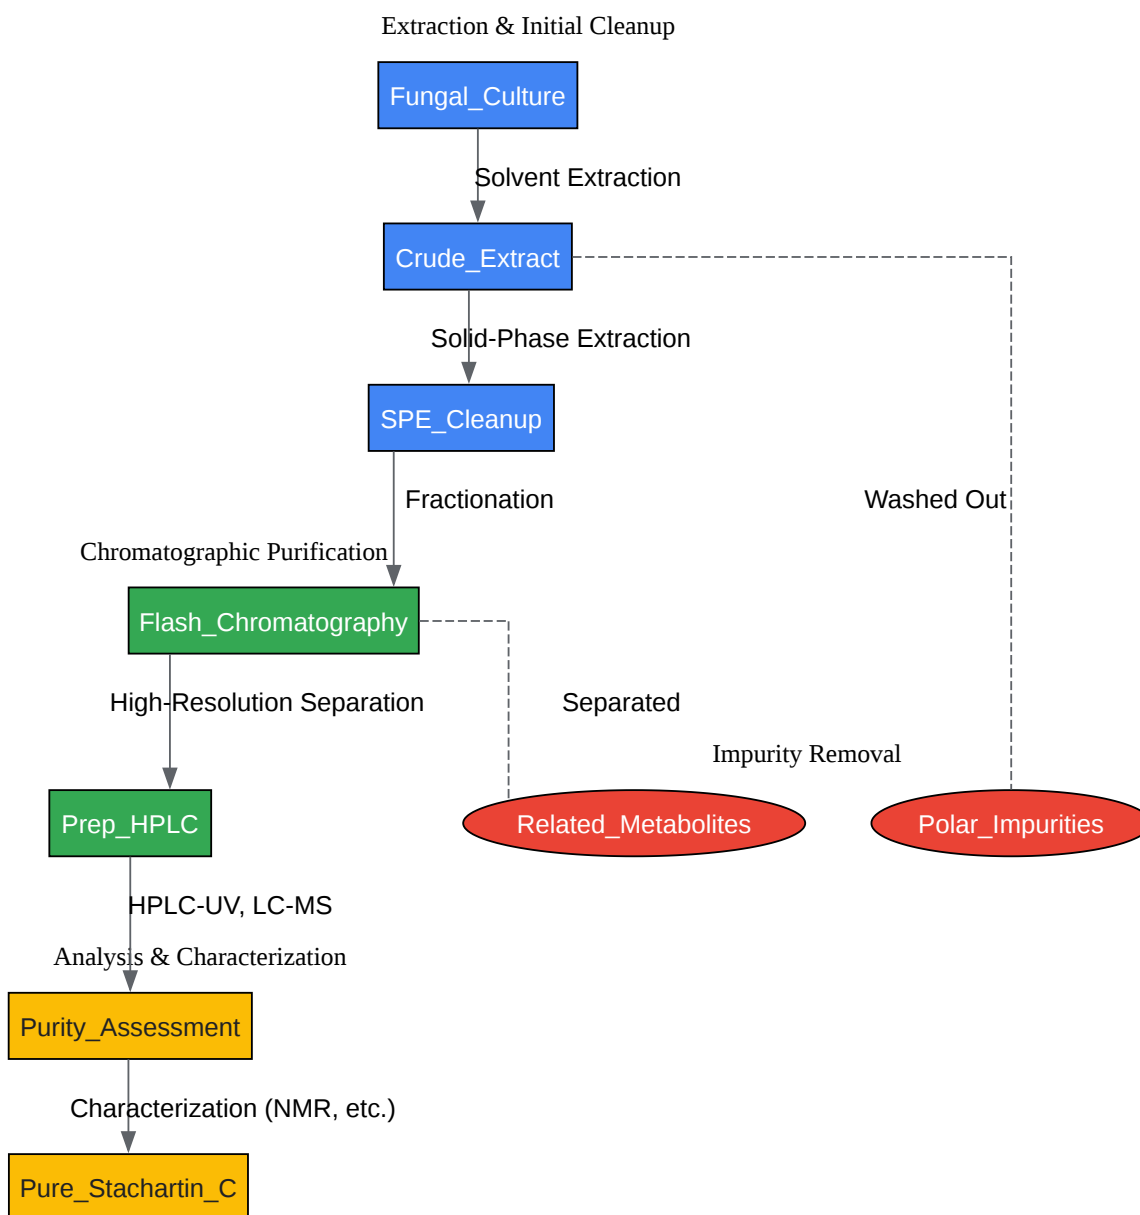 Extraction & Initial Cleanup
Fungal_Culture
Solvent Extraction
Crude_Extract
Solid-Phase Extraction
SPE_Cleanup
Fractionation
Washed Out
Chromatographic Purification
Flash_Chromatography
High-Resolution Separation
Separated
Impurity Removal
Prep_HPLC
Related_Metabolites
Polar_Impurities
HPLC-UV, LC-MS
Analysis & Characterization
Purity_Assessment
Characterization (NMR, etc.)
Pure_Stachartin_C